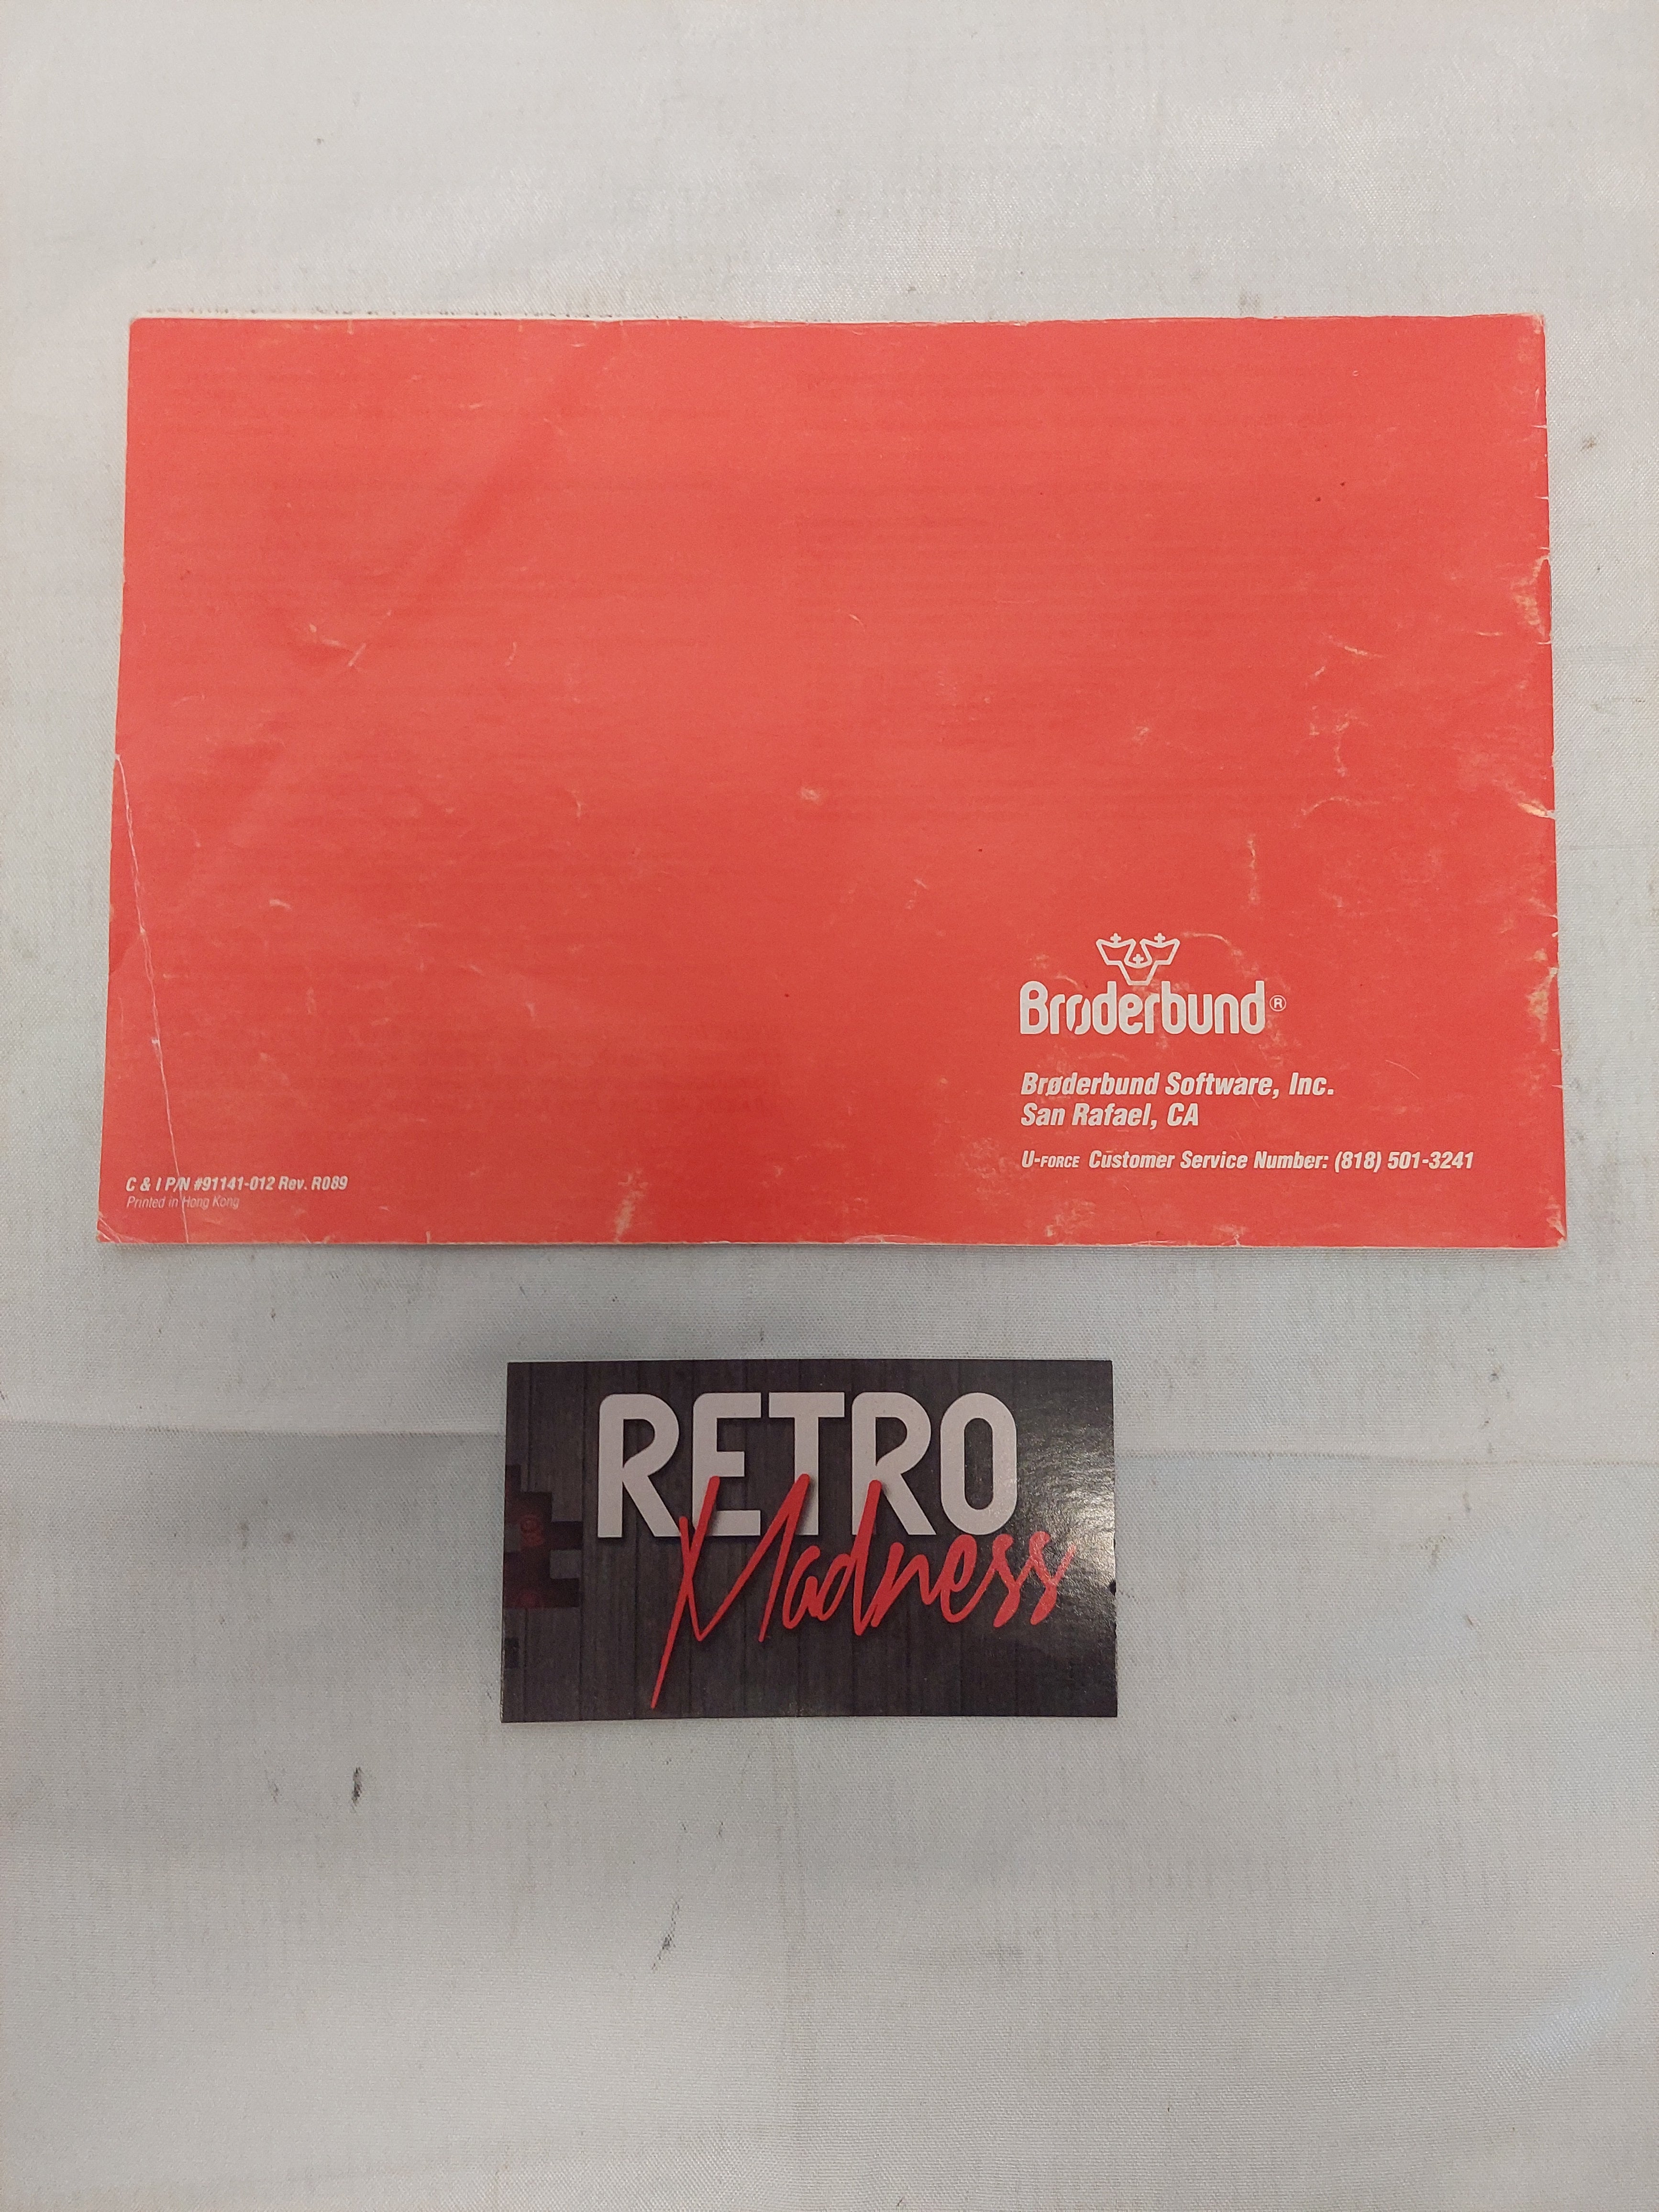 Brøderbund®
Brøderbund Software, Inc.
San Rafael, CA
U-FORCE Customer Service Number: (818) 501-3241
C & I P/N #91141-012 Rev. R089
Printed in Hong Kong
RETRO
Madness